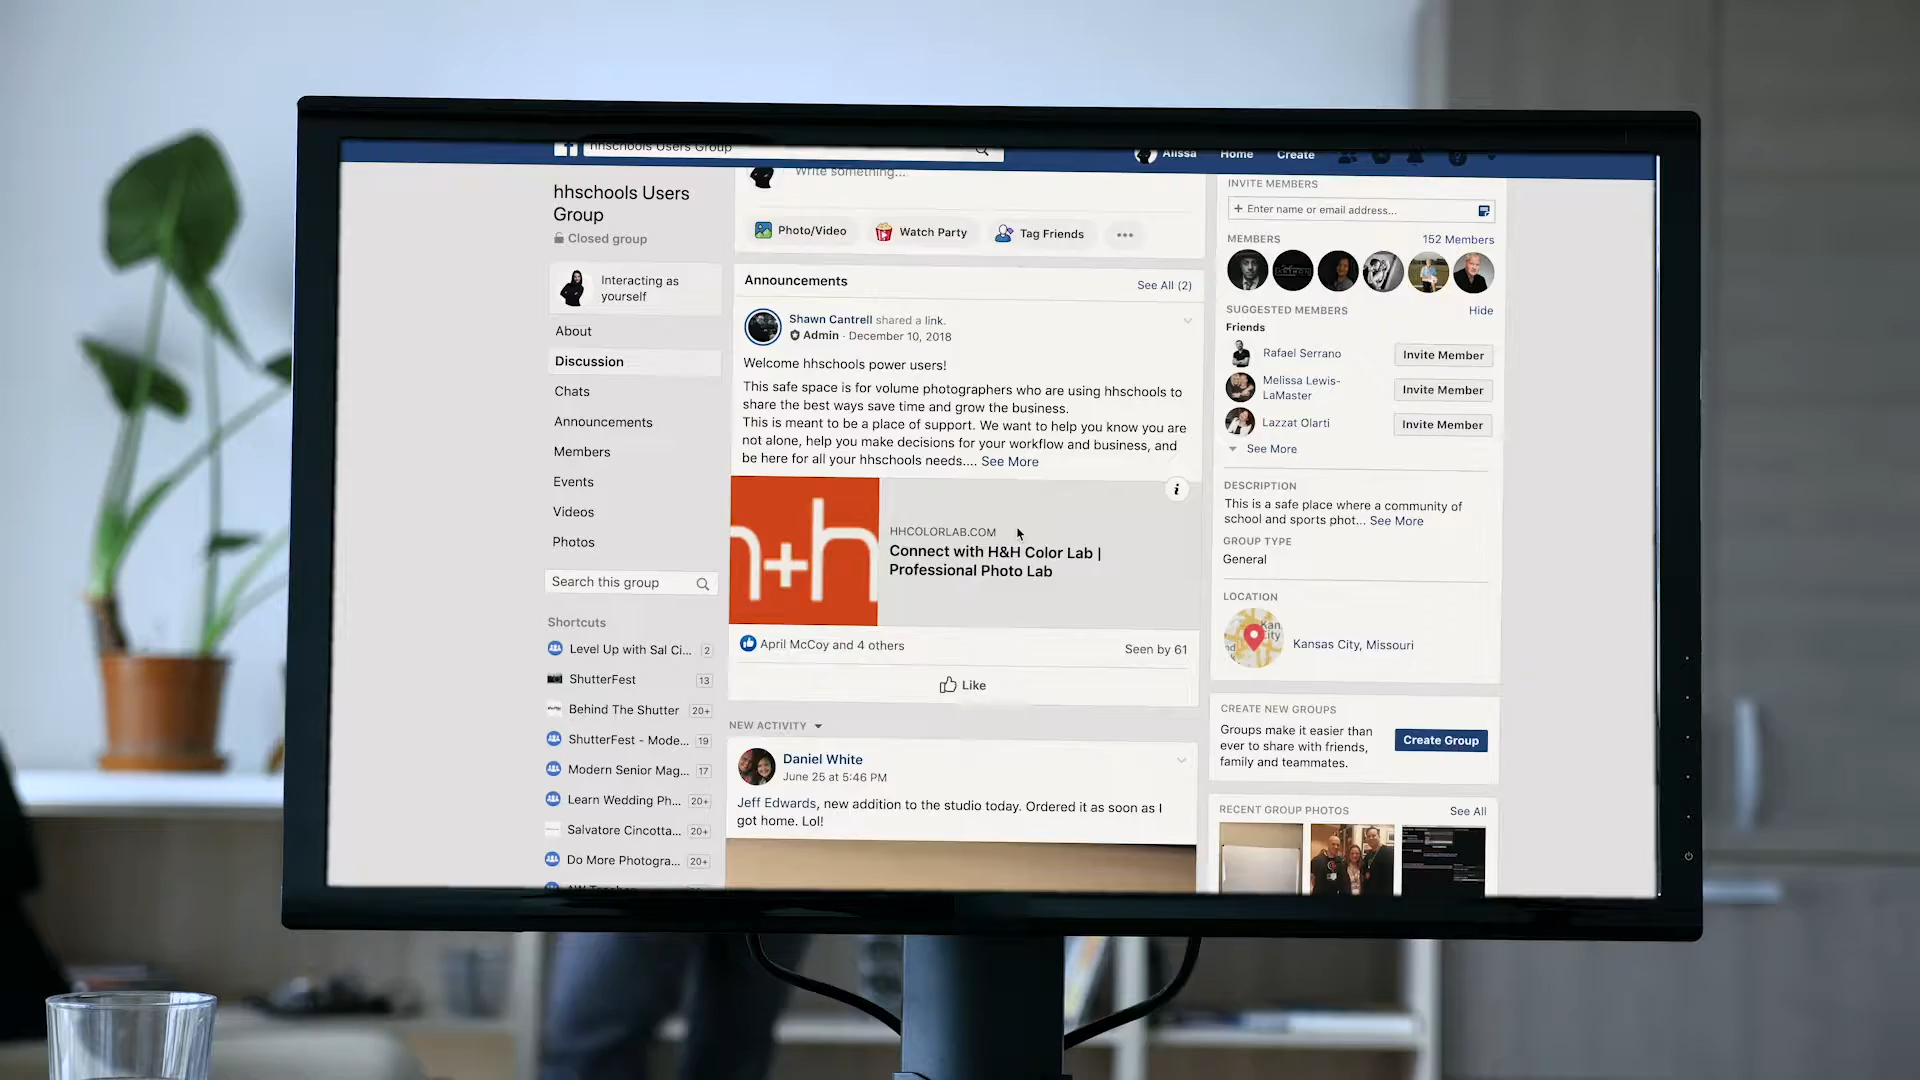 hhschools Users Group
Alissa
Home
Create
hhschools Users
Group
Closed group
Interacting as
yourself
About
Discussion
Chats
Announcements
Members
Events
Videos
Photos
Search this group
Shortcuts
Level Up with Sal Ci... 2
ShutterFest 13
Behind The Shutter 20+
ShutterFest - Mode... 19
Modern Senior Mag... 17
Learn Wedding Ph... 20+
Salvatore Cincotta... 20+
Do More Photogra... 20+
Write something...
Photo/Video
Watch Party
Tag Friends
Announcements
See All (2)
Shawn Cantrell shared a link.
Admin · December 10, 2018
Welcome hhschools power users!
This safe space is for volume photographers who are using hhschools to
share the best ways save time and grow the business.
This is meant to be a place of support. We want to help you know you are
not alone, help you make decisions for your workflow and business, and
be here for all your hhschools needs.... See More
h+h
HHCOLORLAB.COM
Connect with H&H Color Lab |
Professional Photo Lab
April McCoy and 4 others
Seen by 61
Like
NEW ACTIVITY
Daniel White
June 25 at 5:46 PM
Jeff Edwards, new addition to the studio today. Ordered it as soon as I
got home. Lol!
INVITE MEMBERS
+ Enter name or email address...
MEMBERS
152 Members
SUGGESTED MEMBERS
Hide
Friends
Rafael Serrano
Invite Member
Melissa Lewis-
LaMaster
Invite Member
Lazzat Olarti
Invite Member
See More
DESCRIPTION
This is a safe place where a community of
school and sports phot... See More
GROUP TYPE
General
LOCATION
Kansas City, Missouri
CREATE NEW GROUPS
Groups make it easier than
ever to share with friends,
family and teammates.
Create Group
RECENT GROUP PHOTOS
See All